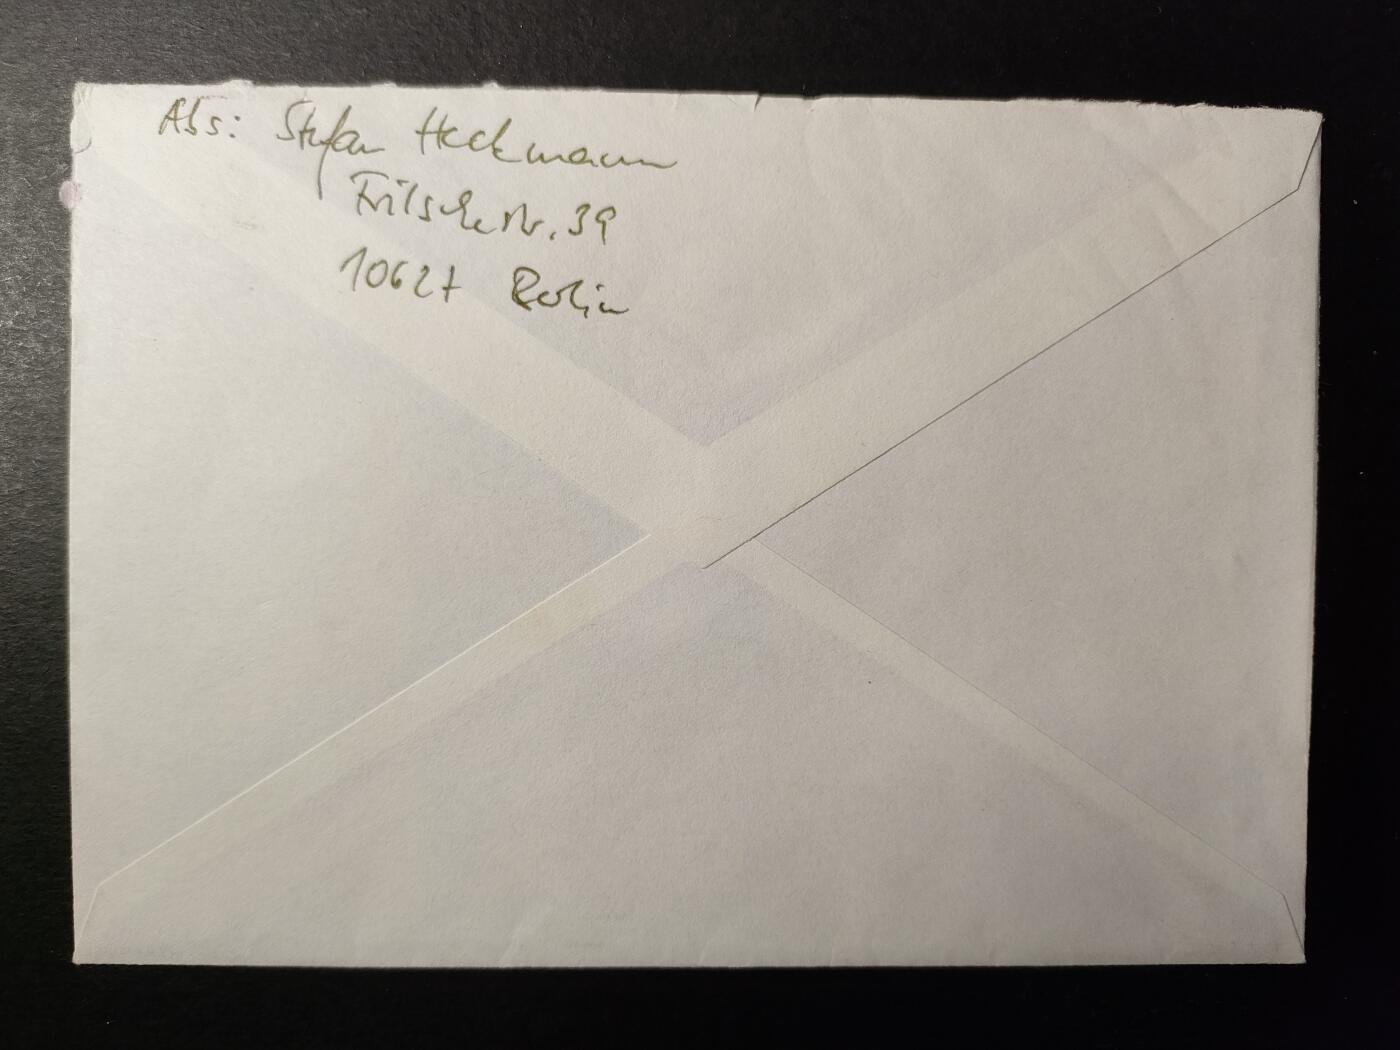 Abs: Stefan Heckmann
Fritschestr. 39
10627 Berlin